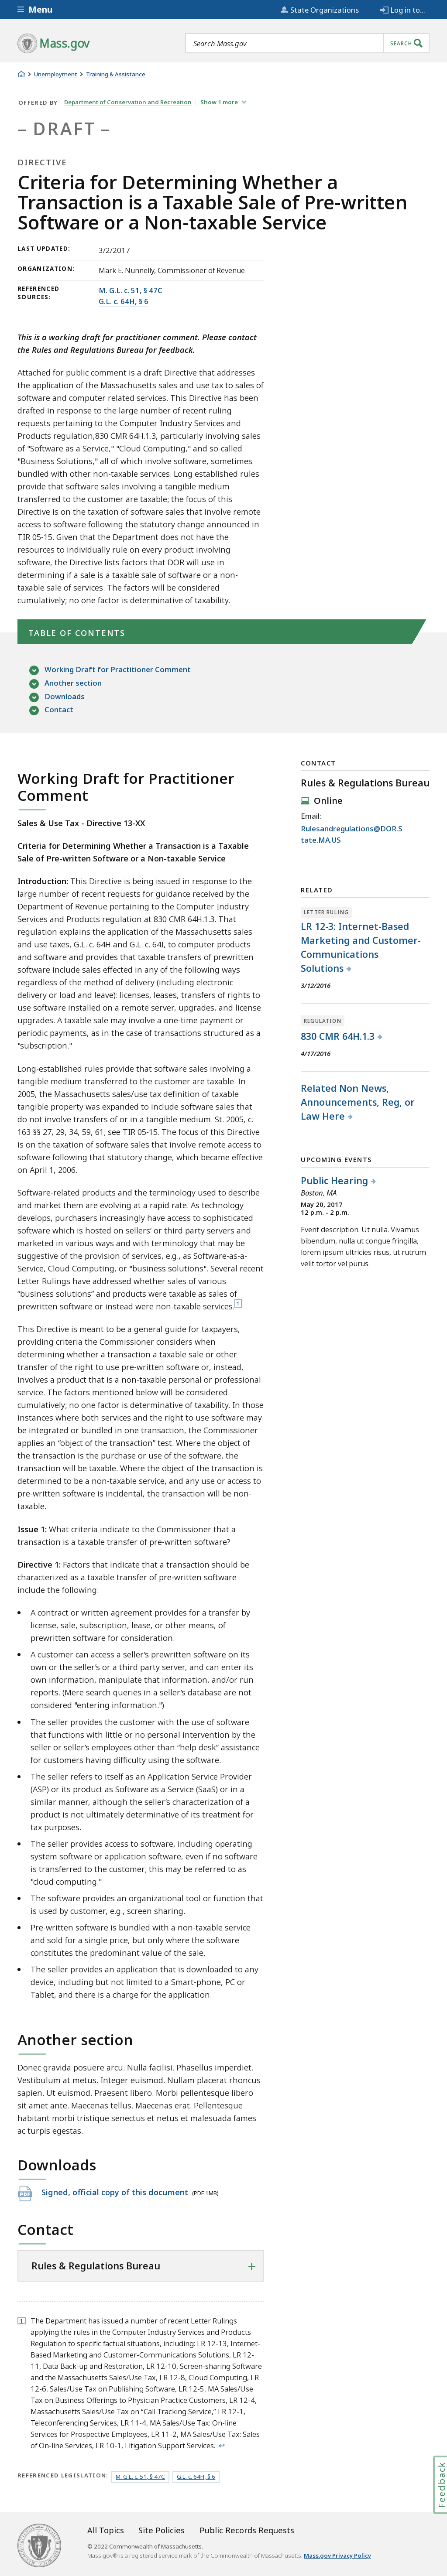 Menu
State Organizations
Log in to...
Mass.gov
Search Mass.gov
SEARCH
Unemployment
Training & Assistance
OFFERED BY Department of Conservation and Recreation Show 1 more
– DRAFT –
DIRECTIVE
Criteria for Determining Whether a
Transaction is a Taxable Sale of Pre-written
Software or a Non-taxable Service
LAST UPDATED: 3/2/2017
ORGANIZATION: Mark E. Nunnelly, Commissioner of Revenue
REFERENCED SOURCES: M. G.L. c. 51, § 47C
G.L. c. 64H, § 6
This is a working draft for practitioner comment. Please contact
the Rules and Regulations Bureau for feedback.
Attached for public comment is a draft Directive that addresses
the application of the Massachusetts sales and use tax to sales of
computer software and related services. This Directive has been
drafted in response to the large number of recent ruling
requests pertaining to the Computer Industry Services and
Products regulation,830 CMR 64H.1.3, particularly involving sales
of "Software as a Service," "Cloud Computing," and so-called
"Business Solutions," all of which involve software, sometimes
bundled with other non-taxable services. Long established rules
provide that software sales involving a tangible medium
transferred to the customer are taxable; the focus of this
Directive is on the taxation of software sales that involve remote
access to software following the statutory change announced in
TIR 05-15. Given that the Department does not have the
resources to individually rule on every provider involving
software, the Directive lists factors that DOR will use in
determining if a sale is a taxable sale of software or a non-
taxable sale of services. These factors will be considered
cumulatively; no one factor is determinative of taxability.
TABLE OF CONTENTS
Working Draft for Practitioner Comment
Another section
Downloads
Contact
Working Draft for Practitioner
Comment
Sales & Use Tax - Directive 13-XX
Criteria for Determining Whether a Transaction is a Taxable
Sale of Pre-written Software or a Non-taxable Service
Introduction: This Directive is being issued in response to the
large number of recent requests for guidance received by the
Department of Revenue pertaining to the Computer Industry
Services and Products regulation at 830 CMR 64H.1.3. That
regulation explains the application of the Massachusetts sales
and use taxes, G.L. c. 64H and G.L. c. 64I, to computer products
and software and provides that transfers of prewritten software
include sales effected in any of the following ways
regardless of the method of delivery (including electronic
delivery or load and leave): licenses, leases, transfers of rights to
use software installed on a remote server, upgrades, and license
upgrades. A taxable sale may involve a one-time payment or
periodic payments, as in the case of transactions structured as a
"subscription."
Long-established rules provide that software sales involving a
tangible medium transferred to the customer are taxable. In
2005, the Massachusetts sales/use tax definition of taxable
tangible property was expanded to include software sales that
do or do not involve transfers of or in a tangible medium. St. 2005, c.
163 §§ 27, 29, 34, 59, 61; see TIR 05-15. The focus of this Directive
is on the taxation of software sales that involve remote access to
software following that statutory change, which became effective
on April 1, 2006.
Software-related products and the terminology used to describe
and market them are evolving at a rapid rate. As technology
develops, purchasers increasingly have access to sophisticated
software which is hosted on sellers' or third party servers and
marketed in various ways and with terminology that may be
suggestive of the provision of services, e.g., as Software-as-a-
Service, Cloud Computing, or "business solutions". Several recent
Letter Rulings have addressed whether sales of various
"business solutions" and products were taxable as sales of
prewritten software or instead were non-taxable services. 1
This Directive is meant to be a general guide for taxpayers,
providing criteria the Commissioner considers when
determining whether a transaction a taxable sale or other
transfer of the right to use pre-written software or, instead,
involves a product that is a non-taxable personal or professional
service. The factors mentioned below will be considered
cumulatively; no one factor is determinative of taxability. In those
instances where both services and the right to use software may
be integrated or bundled in one transaction, the Commissioner
applies an "object of the transaction" test. Where the object of
the transaction is the purchase or use of the software, the
transaction will be taxable. Where the object of the transaction is
determined to be a non-taxable service, and any use or access to
pre-written software is incidental, the transaction will be non-
taxable.
Issue 1: What criteria indicate to the Commissioner that a
transaction is a taxable transfer of pre-written software?
Directive 1: Factors that indicate that a transaction should be
characterized as a taxable transfer of pre-written software
include the following:
A contract or written agreement provides for a transfer by
license, sale, subscription, lease, or other means, of
prewritten software for consideration.
A customer can access a seller's prewritten software on its
own or the seller's or a third party server, and can enter its
own information, manipulate that information, and/or run
reports. (Mere search queries in a seller's database are not
considered "entering information.")
The seller provides the customer with the use of software
that functions with little or no personal intervention by the
seller or seller's employees other than "help desk" assistance
for customers having difficulty using the software.
The seller refers to itself as an Application Service Provider
(ASP) or its product as Software as a Service (SaaS) or in a
similar manner, although the seller's characterization of a
product is not ultimately determinative of its treatment for
tax purposes.
The seller provides access to software, including operating
system software or application software, even if no software
is transferred to the customer; this may be referred to as
"cloud computing."
The software provides an organizational tool or function that
is used by customer, e.g., screen sharing.
Pre-written software is bundled with a non-taxable service
and sold for a single price, but only where the software
constitutes the predominant value of the sale.
The seller provides an application that is downloaded to any
device, including but not limited to a Smart-phone, PC or
Tablet, and there is a charge for the application.
Another section
Donec gravida posuere arcu. Nulla facilisi. Phasellus imperdiet.
Vestibulum at metus. Integer euismod. Nullam placerat rhoncus
sapien. Ut euismod. Praesent libero. Morbi pellentesque libero
sit amet ante. Maecenas tellus. Maecenas erat. Pellentesque
habitant morbi tristique senectus et netus et malesuada fames
ac turpis egestas.
Downloads
PDF
Signed, official copy of this document (PDF 1MB)
Contact
Rules & Regulations Bureau
1 The Department has issued a number of recent Letter Rulings
applying the rules in the Computer Industry Services and Products
Regulation to specific factual situations, including: LR 12-13, Internet-
Based Marketing and Customer-Communications Solutions, LR 12-
11, Data Back-up and Restoration, LR 12-10, Screen-sharing Software
and the Massachusetts Sales/Use Tax, LR 12-8, Cloud Computing, LR
12-6, Sales/Use Tax on Publishing Software, LR 12-5, MA Sales/Use
Tax on Business Offerings to Physician Practice Customers, LR 12-4,
Massachusetts Sales/Use Tax on "Call Tracking Service," LR 12-1,
Teleconferencing Services, LR 11-4, MA Sales/Use Tax: On-line
Services for Prospective Employees, LR 11-2, MA Sales/Use Tax: Sales
of On-line Services, LR 10-1, Litigation Support Services. ↩
REFERENCED LEGISLATION: M. G.L. c. 51, § 47C G.L. c. 64H, § 6
CONTACT
Rules & Regulations Bureau
Online
Email:
Rulesandregulations@DOR.S
tate.MA.US
RELATED
LETTER RULING
LR 12-3: Internet-Based
Marketing and Customer-
Communications
Solutions
3/12/2016
REGULATION
830 CMR 64H.1.3
4/17/2016
Related Non News,
Announcements, Reg, or
Law Here
UPCOMING EVENTS
Public Hearing
Boston, MA
May 20, 2017
12 p.m. - 2 p.m.
Event description. Ut nulla. Vivamus
bibendum, nulla ut congue fringilla,
lorem ipsum ultricies risus, ut rutrum
velit tortor vel purus.
Feedback
All Topics Site Policies Public Records Requests
© 2022 Commonwealth of Massachusetts.
Mass.gov® is a registered service mark of the Commonwealth of Massachusetts. Mass.gov Privacy Policy